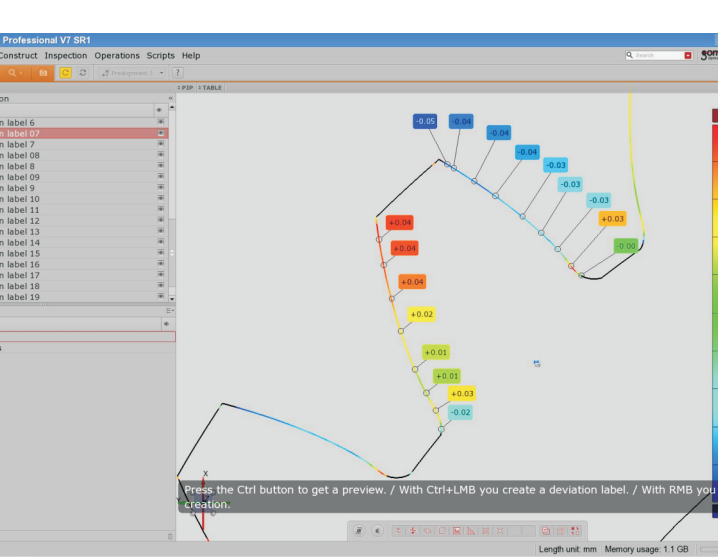 Professional V7 SR1
Construct Inspection Operations Scripts Help
Search
gom
Prealignment 1
?
PIP TABLE
on
n label 6
n label 07
n label 7
n label 08
n label 8
n label 09
n label 9
n label 10
n label 11
n label 12
n label 13
n label 14
n label 15
n label 16
n label 17
n label 18
n label 19
s
-0.05
-0.04
-0.04
-0.04
-0.03
-0.03
-0.03
+0.03
-0.00
+0.04
+0.04
+0.04
+0.02
+0.01
+0.01
+0.03
-0.02
X
Y
Press the Ctrl button to get a preview. / With Ctrl+LMB you create a deviation label. / With RMB you
creation.
Length unit: mm Memory usage: 1.1 GB